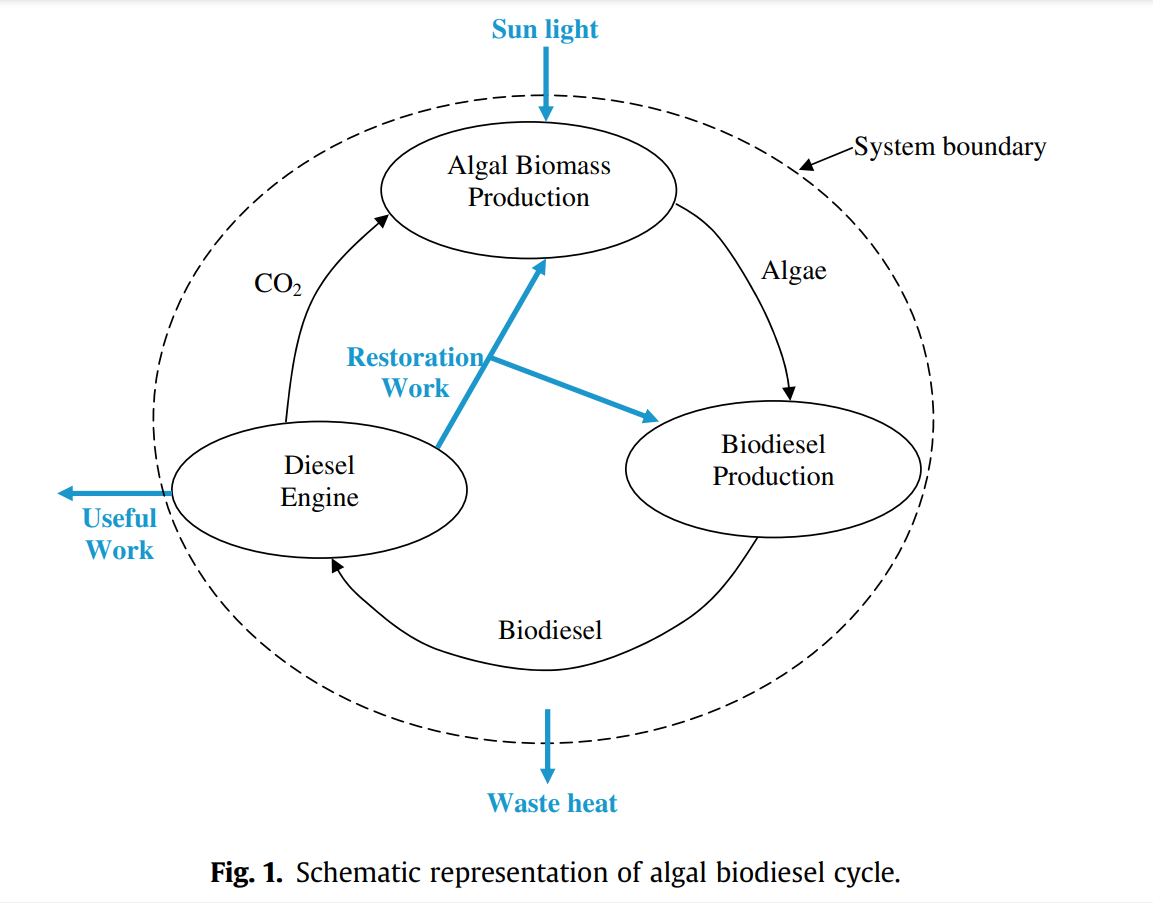 Sun light
System boundary
Algal Biomass
Production
CO₂
Algae
Restoration
Work
Biodiesel
Production
Diesel
Engine
Useful
Work
Biodiesel
Waste heat
Fig. 1. Schematic representation of algal biodiesel cycle.